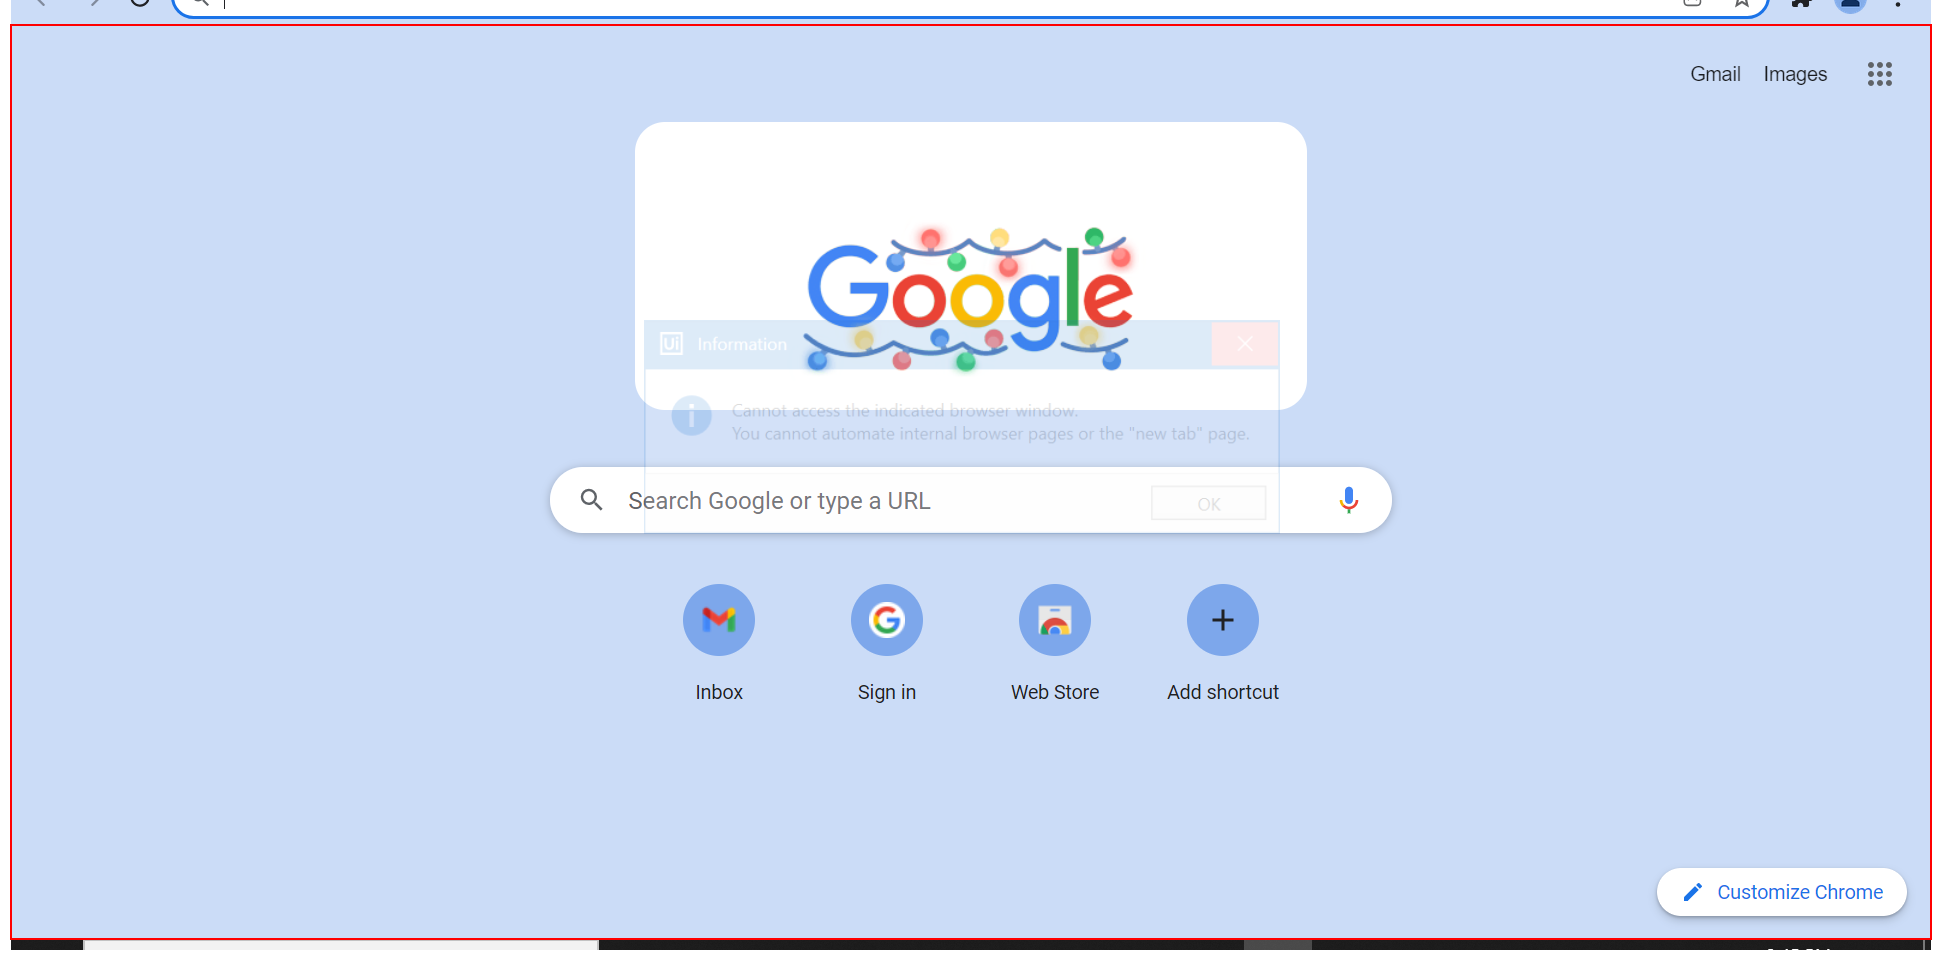 Gmail Images
Google
Ui Information
Cannot access the indicated browser window.
You cannot automate internal browser pages or the "new tab" page.
Search Google or type a URL
OK
Inbox Sign in Web Store Add shortcut
Customize Chrome